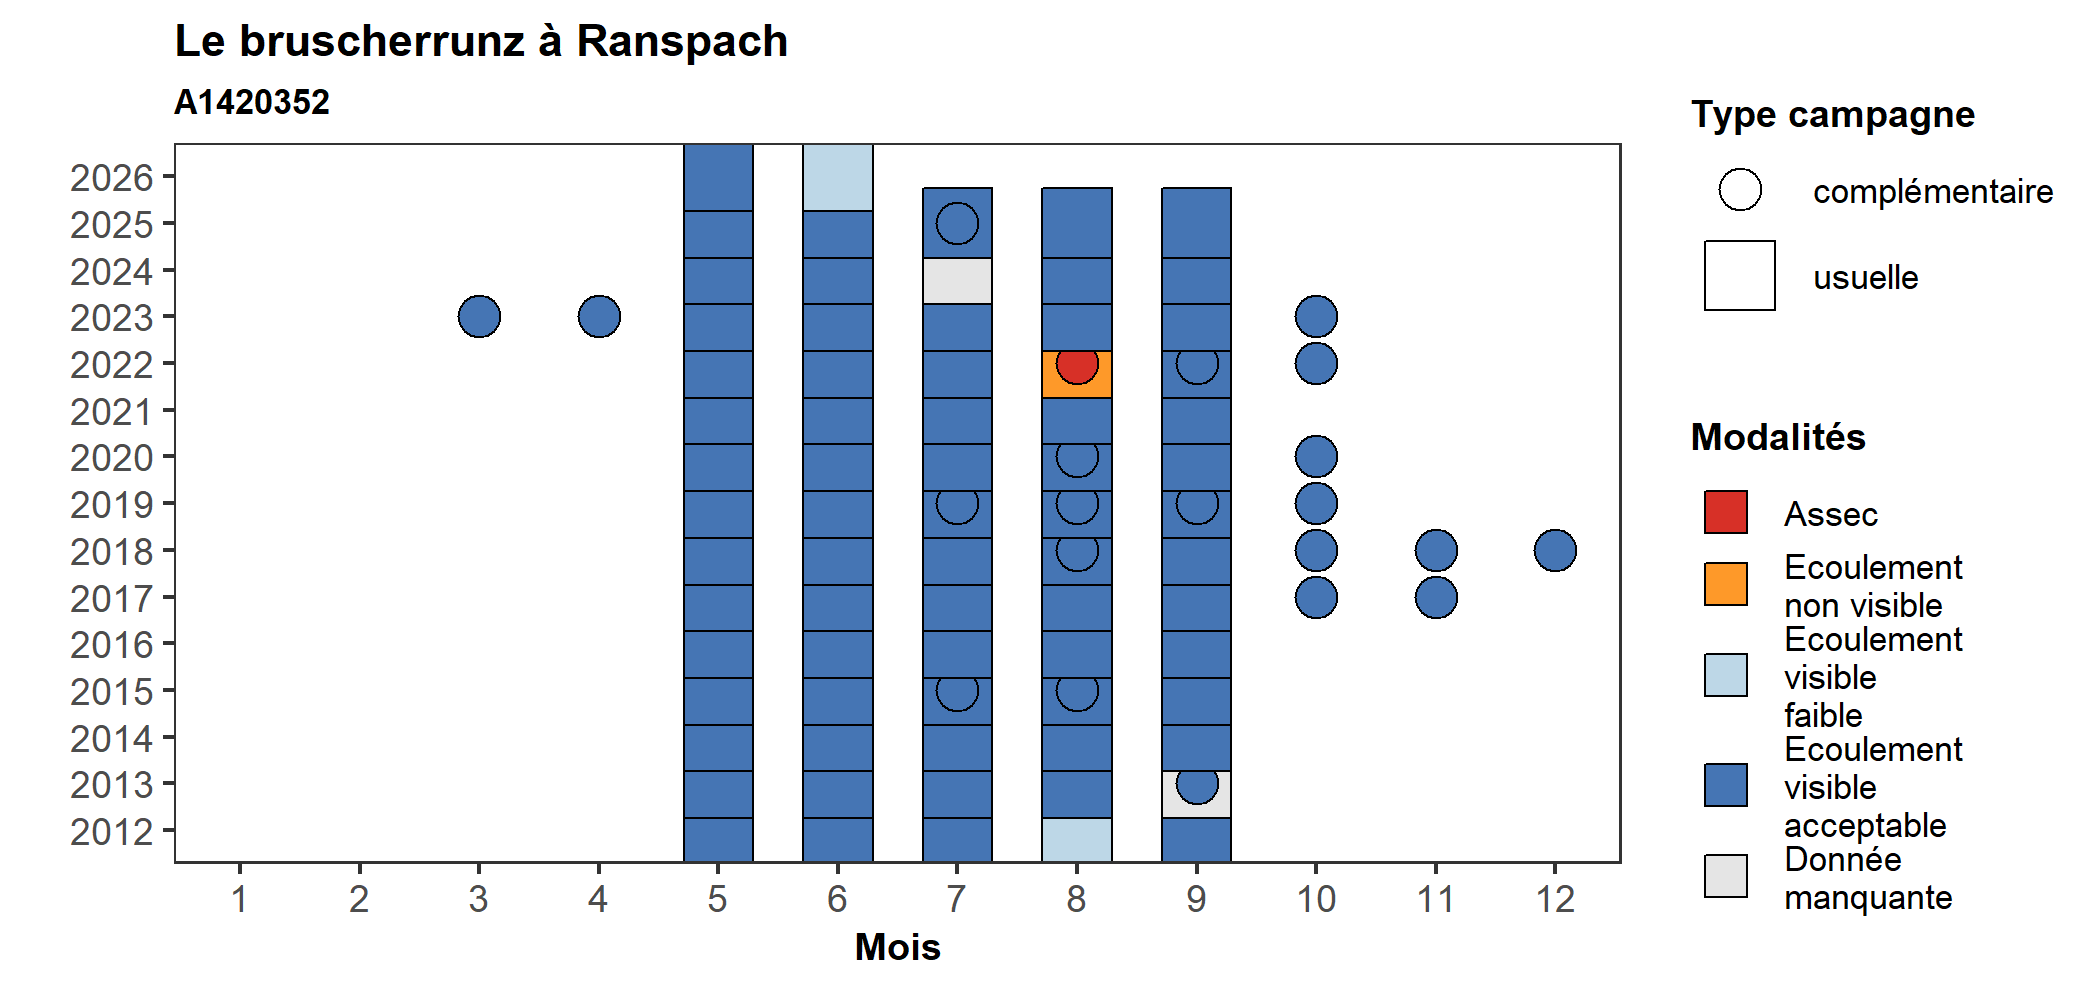 Le bruscherrunz à Ranspach
A1420352
2026
2025
2024
2023
2022
2021
2020
2019
2018
2017
2016
2015
2014
2013
2012
1 2 3 4 5 6 7 8 9 10 11 12
Mois
Type campagne
complémentaire
usuelle
Modalités
Assec
Ecoulement
non visible
Ecoulement
visible
faible
Ecoulement
visible
acceptable
Donnée
manquante